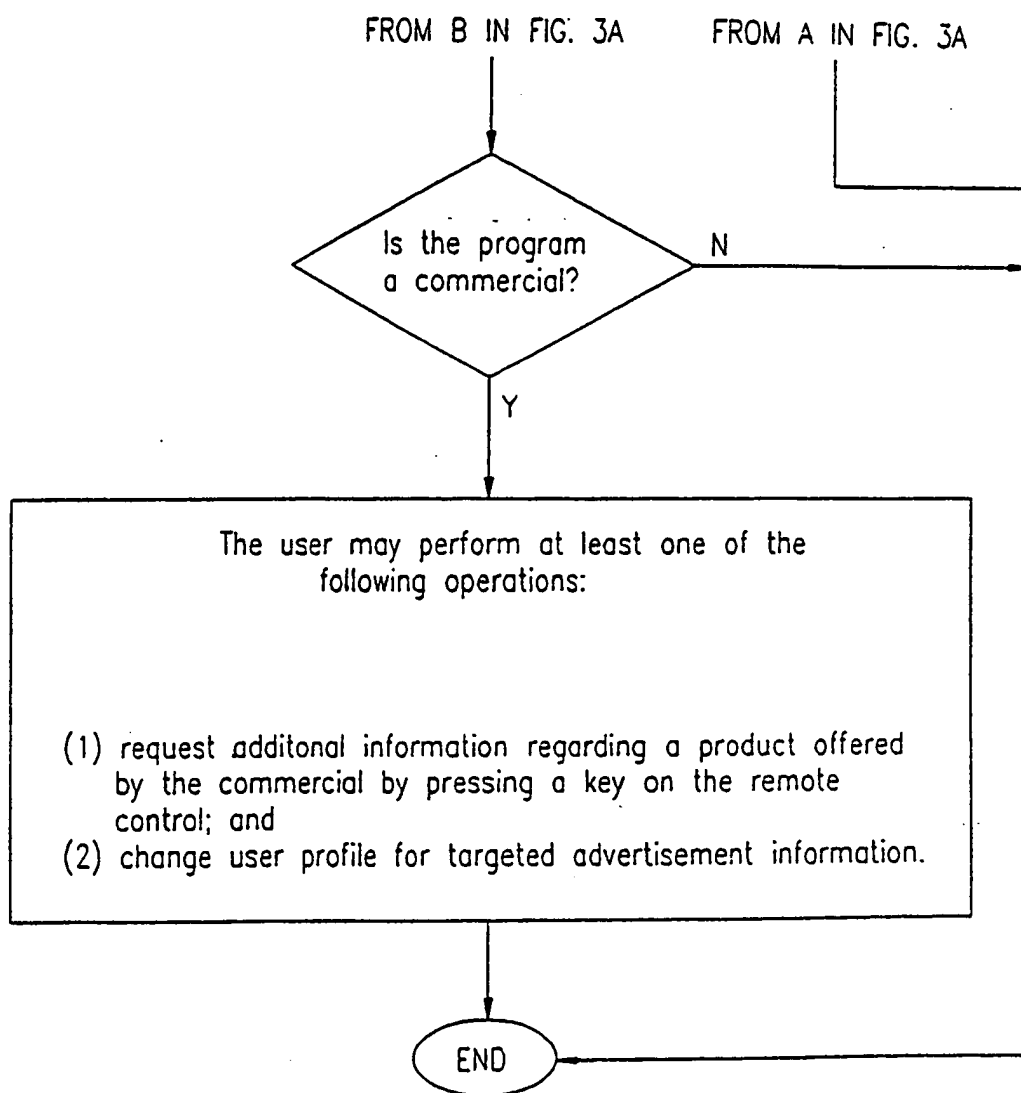 FROM B IN FIG. 3A
FROM A IN FIG. 3A
Is the program
a commercial?
N
Y
The user may perform at least one of the
following operations:
(1) request additonal information regarding a product offered
by the commercial by pressing a key on the remote
control; and
(2) change user profile for targeted advertisement information.
END